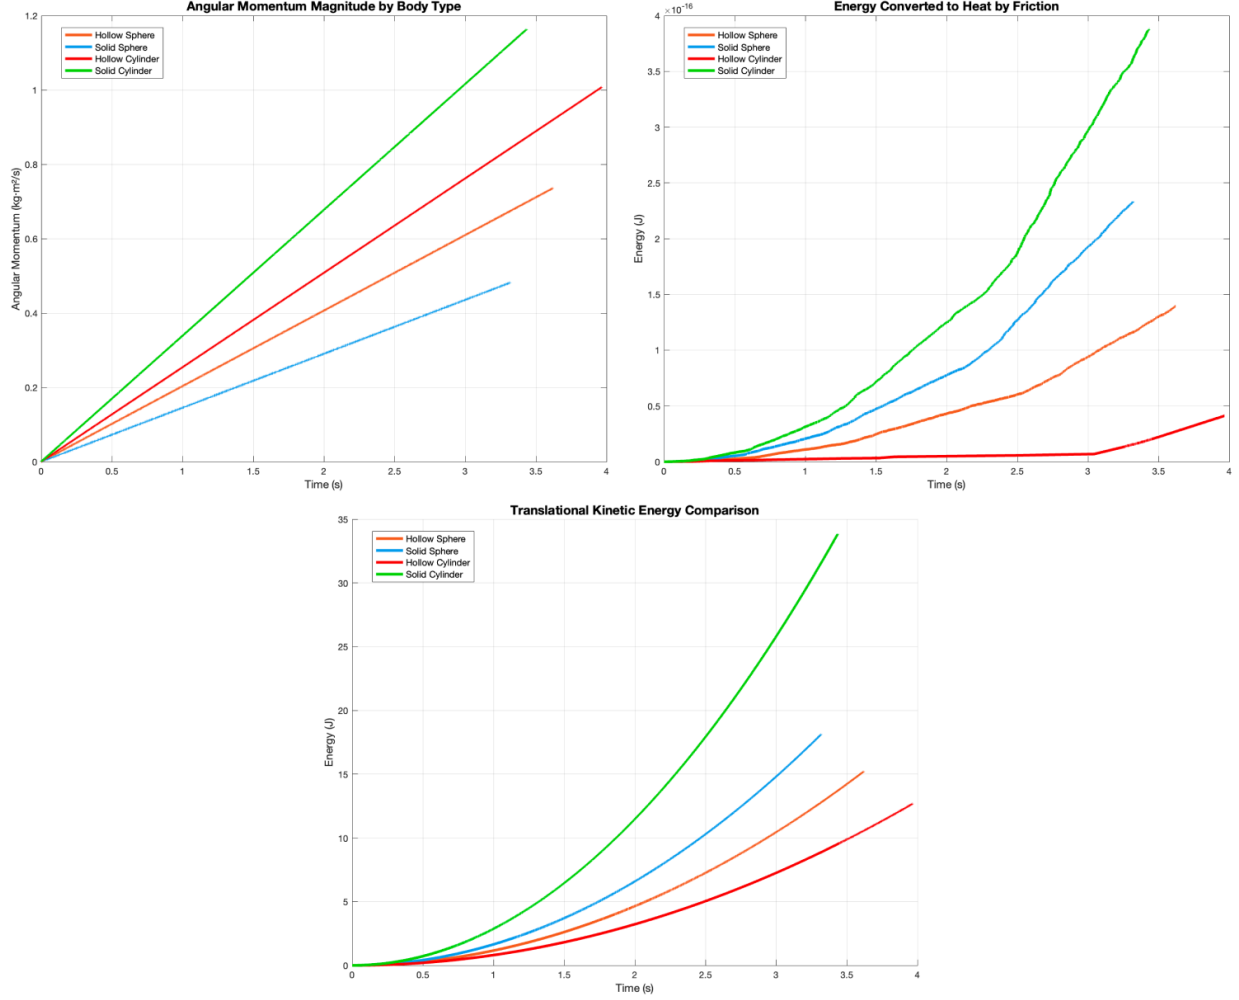 Angular Momentum Magnitude by Body Type
1.2
1
0.8
0.6
0.4
0.2
0
Angular Momentum (kg·m²/s)
Hollow Sphere
Solid Sphere
Hollow Cylinder
Solid Cylinder
0.5 1 1.5 2 2.5 3 3.5 4
Time (s)
Energy Converted to Heat by Friction
×10⁻¹⁶
4
3.5
3
2.5
2
1.5
1
0.5
0
Energy (J)
Hollow Sphere
Solid Sphere
Hollow Cylinder
Solid Cylinder
0.5 1 1.5 2 2.5 3 3.5 4
Time (s)
Translational Kinetic Energy Comparison
35
30
25
20
15
10
5
0
Energy (J)
Hollow Sphere
Solid Sphere
Hollow Cylinder
Solid Cylinder
0 0.5 1 1.5 2 2.5 3 3.5 4
Time (s)